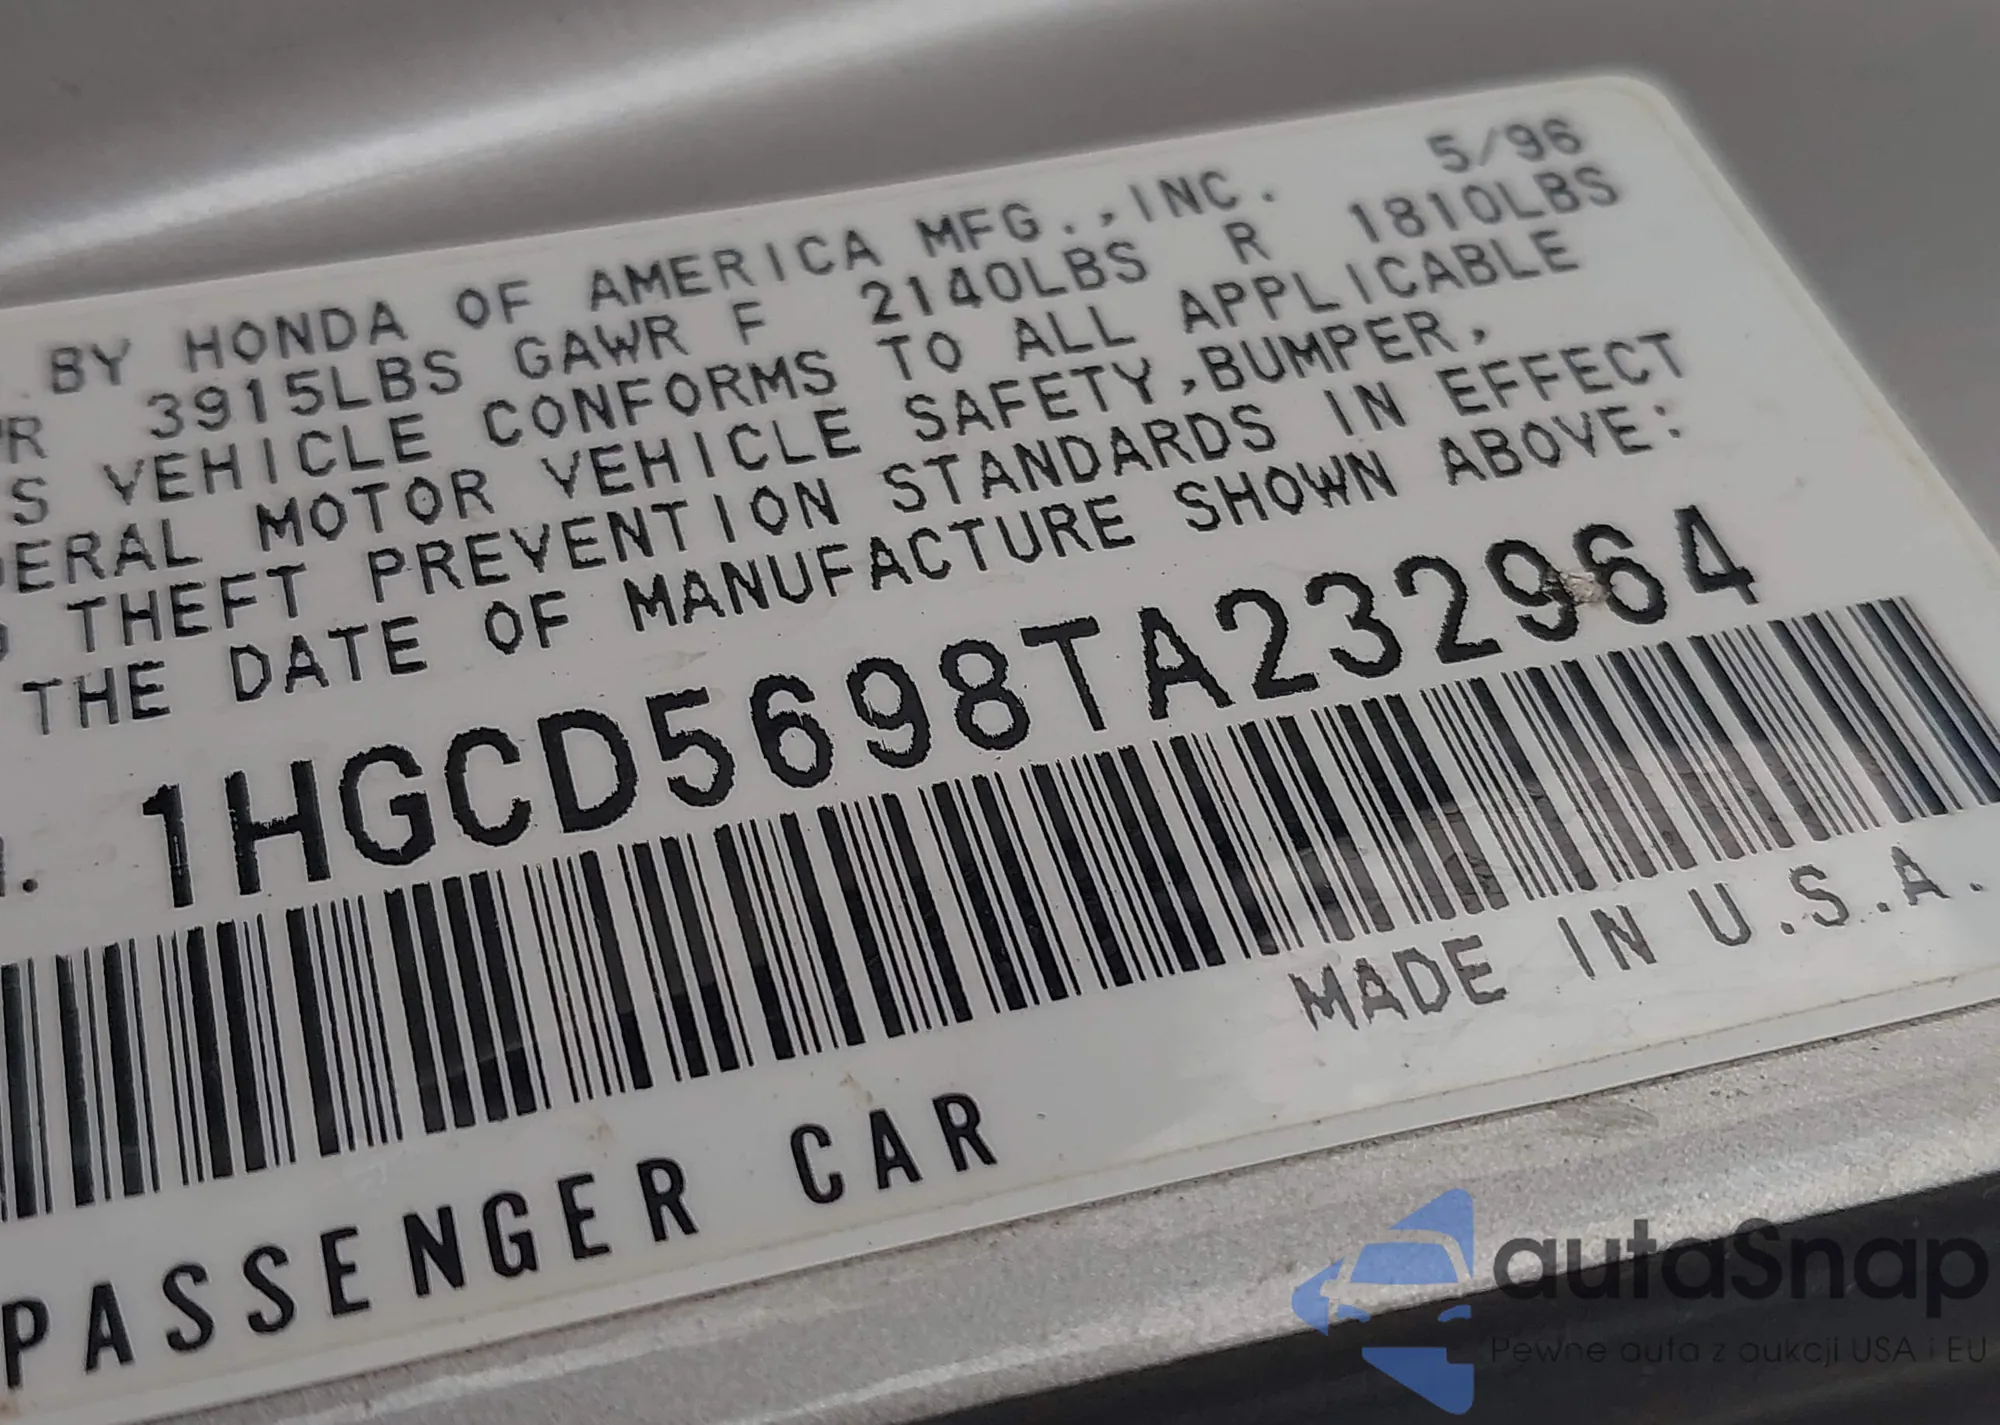 5/96
BY HONDA OF AMERICA MFG.,INC.
3915LBS GAWR F 2140LBS R 1810LBS
S VEHICLE CONFORMS TO ALL APPLICABLE
DERAL MOTOR VEHICLE SAFETY,BUMPER,
THEFT PREVENTION STANDARDS IN EFFECT
THE DATE OF MANUFACTURE SHOWN ABOVE:
1HGCD5698TA232964
MADE IN U.S.A.
PASSENGER CAR
autaSnap
Pewne auta z aukcji USA i EU